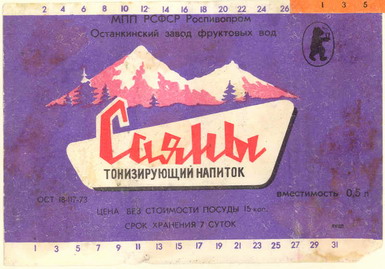 2 4 6 8 10 12 14 16 18 20 22 24 26 1 3 5
МПП РСФСР Роспивопром
Останкинский завод фруктовых вод
Саяны
ТОНИЗИРУЮЩИЙ НАПИТОК
ОСТ 18-117-73
вместимость 0,5 л
ЦЕНА БЕЗ СТОИМОСТИ ПОСУДЫ 15 коп.
СРОК ХРАНЕНИЯ 7 СУТОК
1 3 5 7 9 11 13 15 17 19 21 23 25 27 29 31